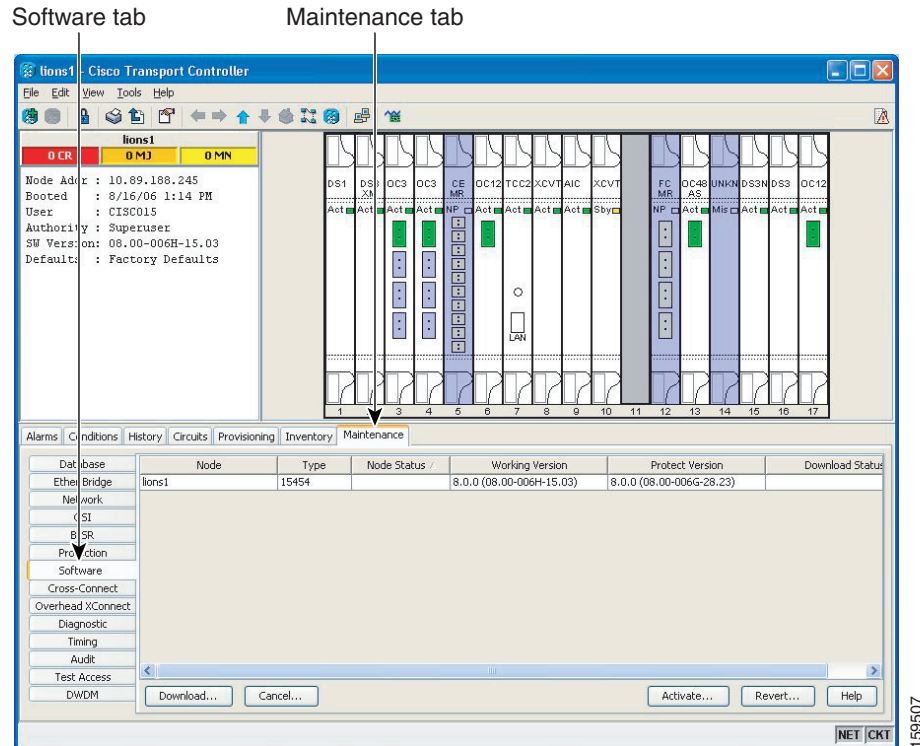 Software tab Maintenance tab
lions1 - Cisco Transport Controller
File Edit View Tools Help
lions1
0 CR 0 MJ 0 MN
Node Addr : 10.89.188.245
Booted : 8/16/06 1:14 PM
User : CISCO15
Authority : Superuser
SW Version: 08.00-006H-15.03
Defaults : Factory Defaults
DS1 DS3 XM OC3 OC3 CE MR OC12 TCC2 XCVT AIC XCVT FC MR OC48 AS UNKN DS3N DS3 OC12
Act Act Act Act NP Act Act Act Act Sby NP Act Mis Act Act Act
LAN
1 3 4 5 6 7 8 9 10 11 12 13 14 15 16 17
Alarms Conditions History Circuits Provisioning Inventory Maintenance
Database
Ether Bridge
Network
OSI
BLSR
Protection
Software
Cross-Connect
Overhead XConnect
Diagnostic
Timing
Audit
Test Access
DWDM
Node Type Node Status Working Version Protect Version Download Status
lions1 15454 8.0.0 (08.00-006H-15.03) 8.0.0 (08.00-006G-28.23)
Download... Cancel... Activate... Revert... Help
NET CKT
159507